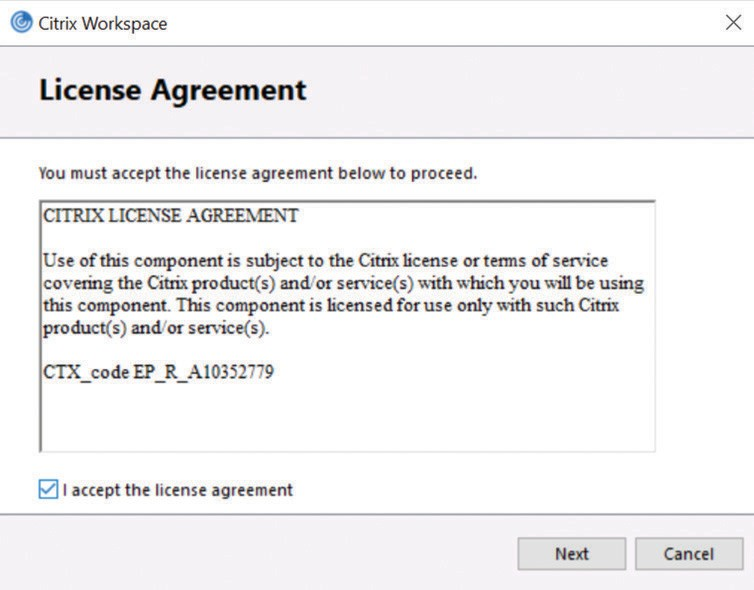 Citrix Workspace
License Agreement
You must accept the license agreement below to proceed.
CITRIX LICENSE AGREEMENT
Use of this component is subject to the Citrix license or terms of service
covering the Citrix product(s) and/or service(s) with which you will be using
this component. This component is licensed for use only with such Citrix
product(s) and/or service(s).
CTX_code EP_R_A10352779
I accept the license agreement
Next
Cancel